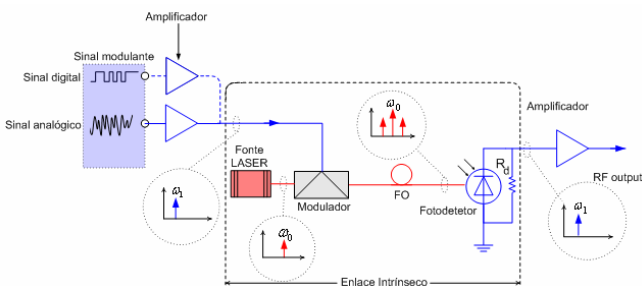 Amplificador
Sinal modulante
Sinal digital
Sinal analógico
ω₁
Fonte
LASER
ω₀
Modulador
ω₀
FO
Fotodetetor
R_d
Amplificador
RF output
ω₁
Enlace Intrínseco